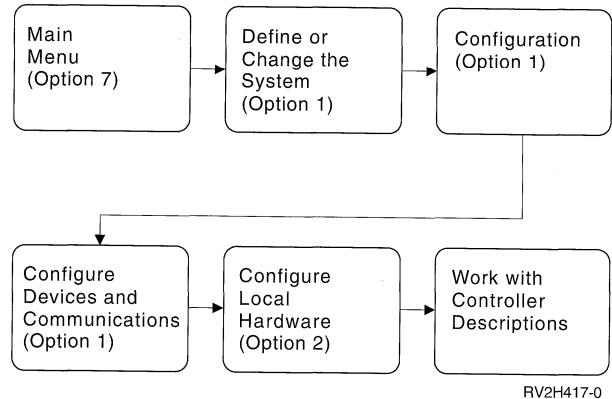 Main
Menu
(Option 7)
Define or
Change the
System
(Option 1)
Configuration
(Option 1)
Configure
Devices and
Communications
(Option 1)
Configure
Local
Hardware
(Option 2)
Work with
Controller
Descriptions
RV2H417-0